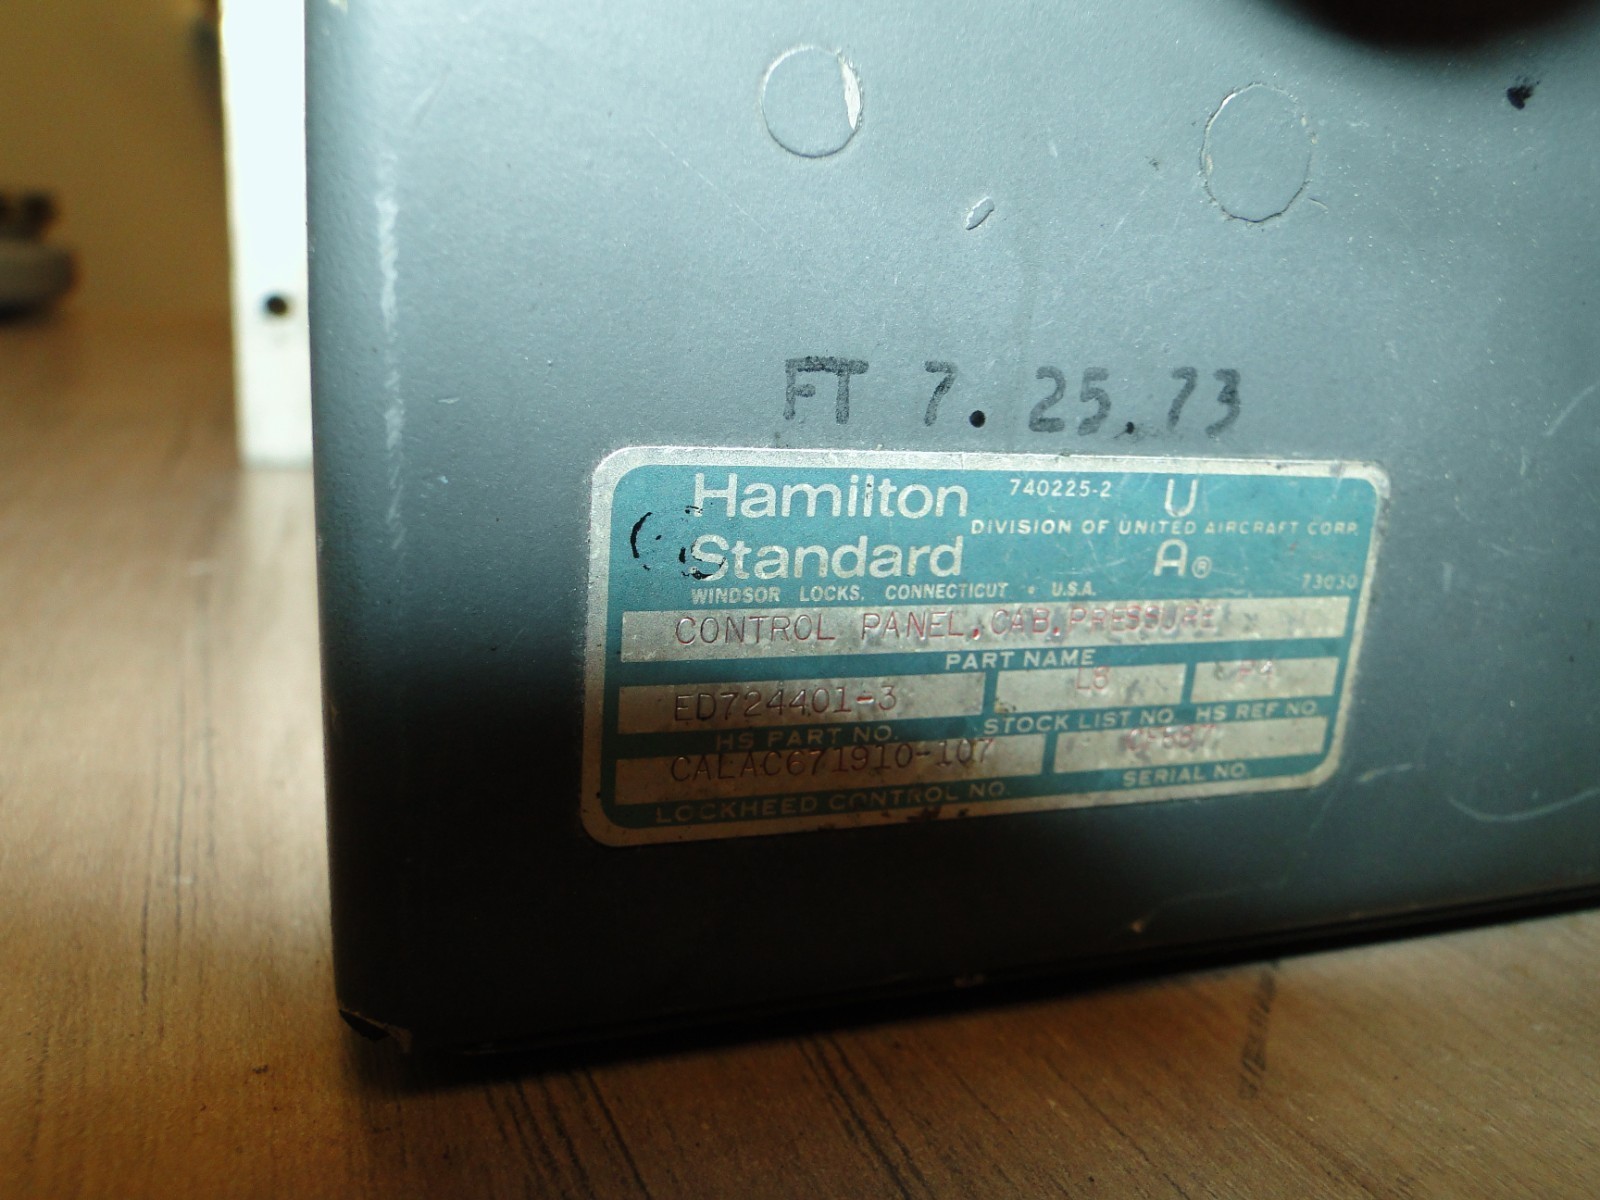 FT 7. 25. 73
Hamilton 740225-2 U
DIVISION OF UNITED AIRCRAFT CORP.
Standard A®
WINDSOR LOCKS, CONNECTICUT • U.S.A. 73030
CONTROL PANEL, CAB. PRESSURE
PART NAME
ED724401-3 L8
HS PART NO. STOCK LIST NO. HS REF NO.
CALAC671910-107
LOCKHEED CONTROL NO. SERIAL NO.